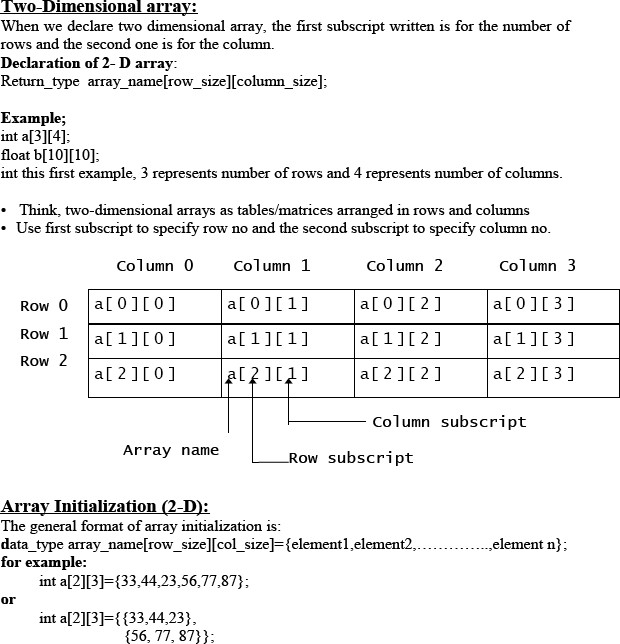 Two-Dimensional array:
When we declare two dimensional array, the first subscript written is for the number of
rows and the second one is for the column.
Declaration of 2- D array:
Return_type array_name[row_size][column_size];
Example;
int a[3][4];
float b[10][10];
int this first example, 3 represents number of rows and 4 represents number of columns.
• Think, two-dimensional arrays as tables/matrices arranged in rows and columns
• Use first subscript to specify row no and the second subscript to specify column no.
Column 0 Column 1 Column 2 Column 3
Row 0 a[0][0] a[0][1] a[0][2] a[0][3]
Row 1 a[1][0] a[1][1] a[1][2] a[1][3]
Row 2 a[2][0] a[2][1] a[2][2] a[2][3]
Column subscript
Array name
Row subscript
Array Initialization (2-D):
The general format of array initialization is:
data_type array_name[row_size][col_size]={element1,element2,…………..,element n};
for example:
int a[2][3]={33,44,23,56,77,87};
or
int a[2][3]={{33,44,23},
{56, 77, 87}};